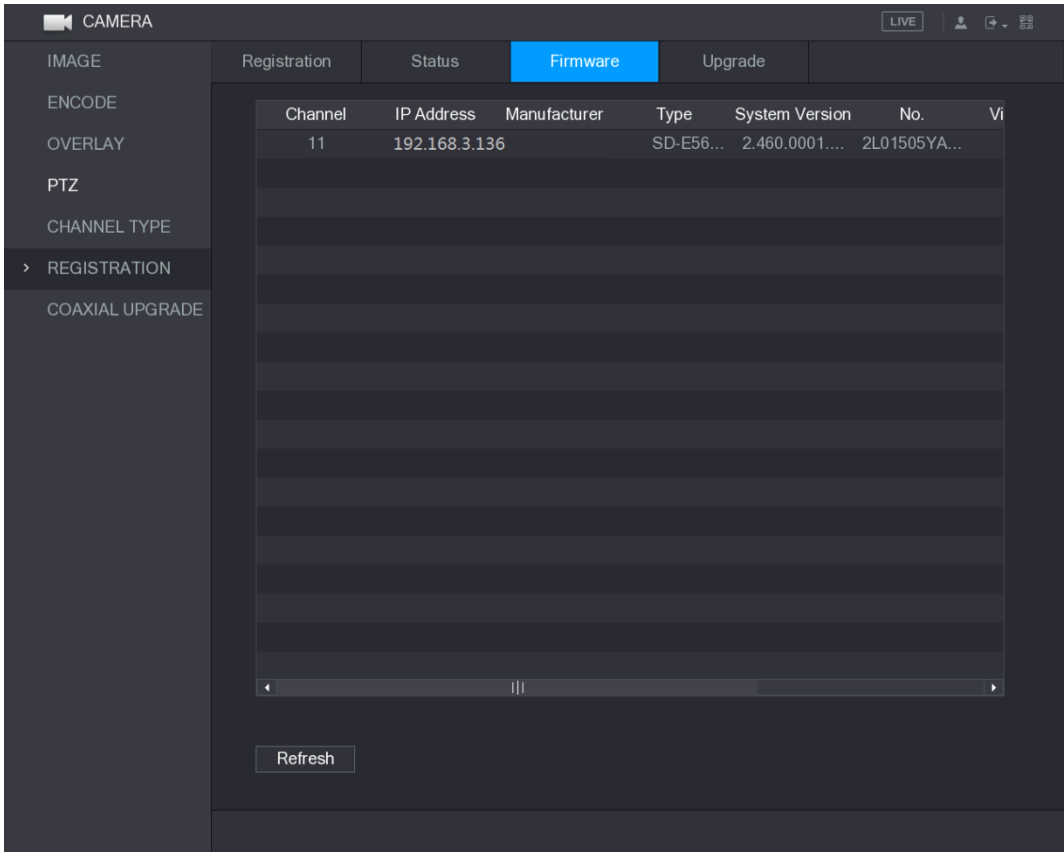 CAMERA LIVE
IMAGE
ENCODE
OVERLAY
PTZ
CHANNEL TYPE
REGISTRATION
COAXIAL UPGRADE
Registration Status Firmware Upgrade
Channel IP Address Manufacturer Type System Version No. Vi
11 192.168.3.136 SD-E56... 2.460.0001.... 2L01505YA...
Refresh